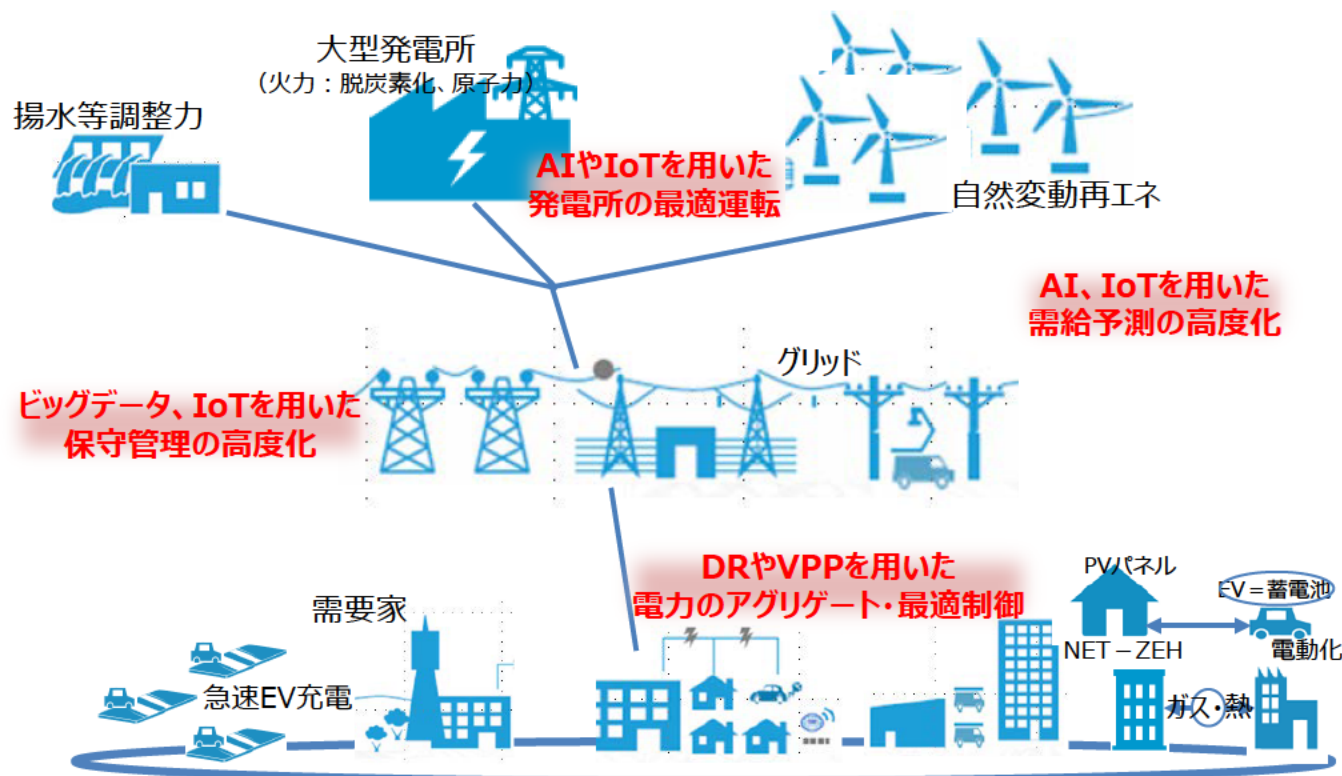 大型発電所
（火力：脱炭素化、原子力）
揚水等調整力
AIやIoTを用いた
発電所の最適運転
自然変動再エネ
AI、IoTを用いた
需給予測の高度化
グリッド
ビッグデータ、IoTを用いた
保守管理の高度化
DRやVPPを用いた
電力のアグリゲート・最適制御
PVパネル
EV＝蓄電池
需要家
NET－ZEH
電動化
急速EV充電
ガス・熱